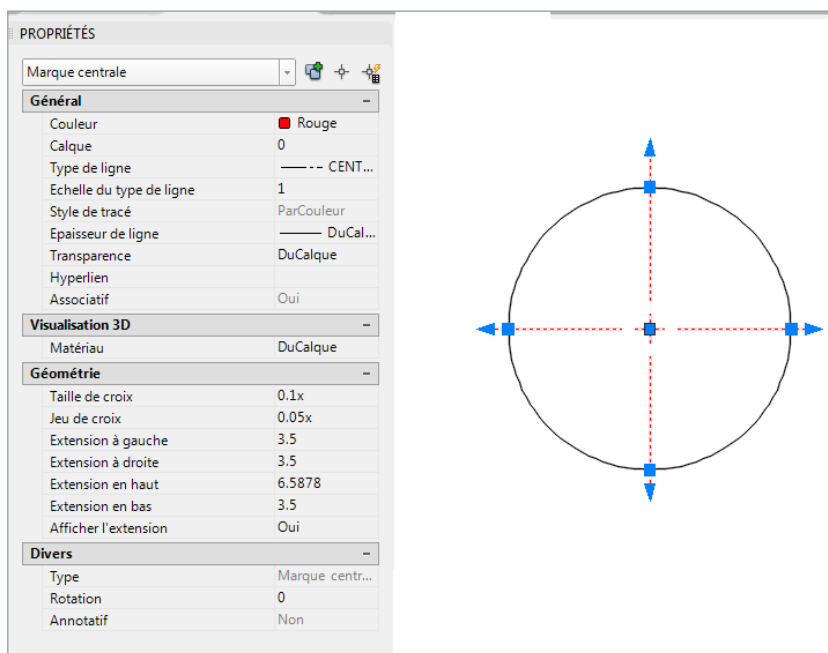 PROPRIÉTÉS
Marque centrale
Général
Couleur Rouge
Calque 0
Type de ligne CENT...
Echelle du type de ligne 1
Style de tracé ParCouleur
Epaisseur de ligne DuCal...
Transparence DuCalque
Hyperlien
Associatif Oui
Visualisation 3D
Matériau DuCalque
Géométrie
Taille de croix 0.1x
Jeu de croix 0.05x
Extension à gauche 3.5
Extension à droite 3.5
Extension en haut 6.5878
Extension en bas 3.5
Afficher l'extension Oui
Divers
Type Marque centr...
Rotation 0
Annotatif Non